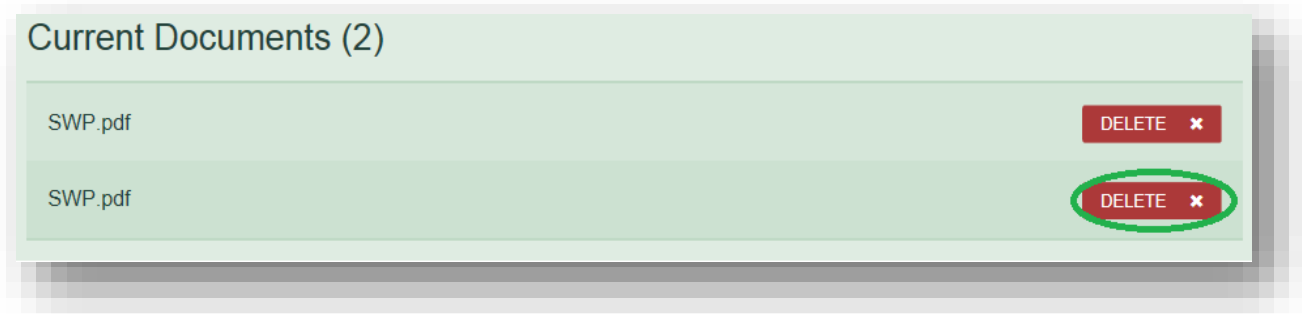 Current Documents (2)
SWP.pdf DELETE ✖
SWP.pdf DELETE ✖